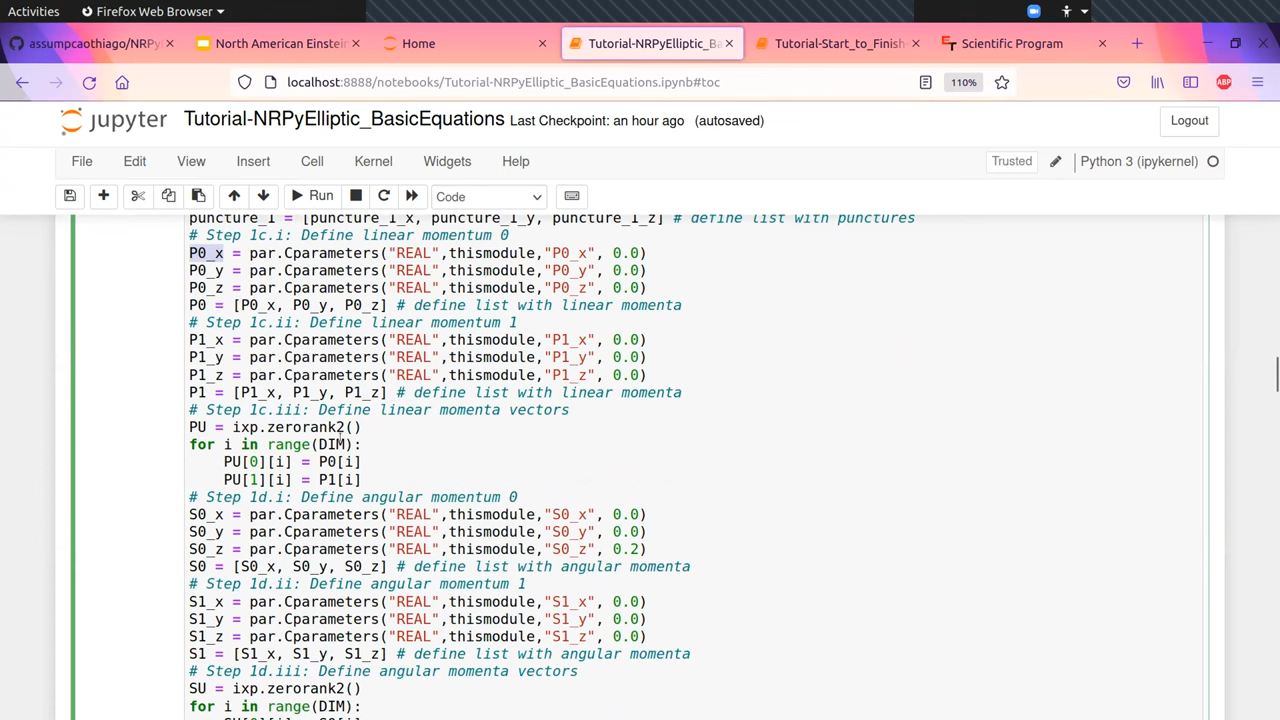 Activities
Firefox Web Browser
assumpcaothiago/NRPy
North American Einstein
Home
Tutorial-NRPyElliptic_Ba
Tutorial-Start_to_Finish
Scientific Program
localhost:8888/notebooks/Tutorial-NRPyElliptic_BasicEquations.ipynb#toc
110%
ABP
jupyter
Tutorial-NRPyElliptic_BasicEquations Last Checkpoint: an hour ago (autosaved)
Logout
File Edit View Insert Cell Kernel Widgets Help
Trusted
Python 3 (ipykernel)
Run
Code
puncture_1 = [puncture_1_x, puncture_1_y, puncture_1_z] # define list with punctures
# Step 1c.i: Define linear momentum 0
P0_x = par.Cparameters("REAL",thismodule,"P0_x", 0.0)
P0_y = par.Cparameters("REAL",thismodule,"P0_y", 0.0)
P0_z = par.Cparameters("REAL",thismodule,"P0_z", 0.0)
P0 = [P0_x, P0_y, P0_z] # define list with linear momenta
# Step 1c.ii: Define linear momentum 1
P1_x = par.Cparameters("REAL",thismodule,"P1_x", 0.0)
P1_y = par.Cparameters("REAL",thismodule,"P1_y", 0.0)
P1_z = par.Cparameters("REAL",thismodule,"P1_z", 0.0)
P1 = [P1_x, P1_y, P1_z] # define list with linear momenta
# Step 1c.iii: Define linear momenta vectors
PU = ixp.zerorank2()
for i in range(DIM):
    PU[0][i] = P0[i]
    PU[1][i] = P1[i]
# Step 1d.i: Define angular momentum 0
S0_x = par.Cparameters("REAL",thismodule,"S0_x", 0.0)
S0_y = par.Cparameters("REAL",thismodule,"S0_y", 0.0)
S0_z = par.Cparameters("REAL",thismodule,"S0_z", 0.2)
S0 = [S0_x, S0_y, S0_z] # define list with angular momenta
# Step 1d.ii: Define angular momentum 1
S1_x = par.Cparameters("REAL",thismodule,"S1_x", 0.0)
S1_y = par.Cparameters("REAL",thismodule,"S1_y", 0.0)
S1_z = par.Cparameters("REAL",thismodule,"S1_z", 0.0)
S1 = [S1_x, S1_y, S1_z] # define list with angular momenta
# Step 1d.iii: Define angular momenta vectors
SU = ixp.zerorank2()
for i in range(DIM):